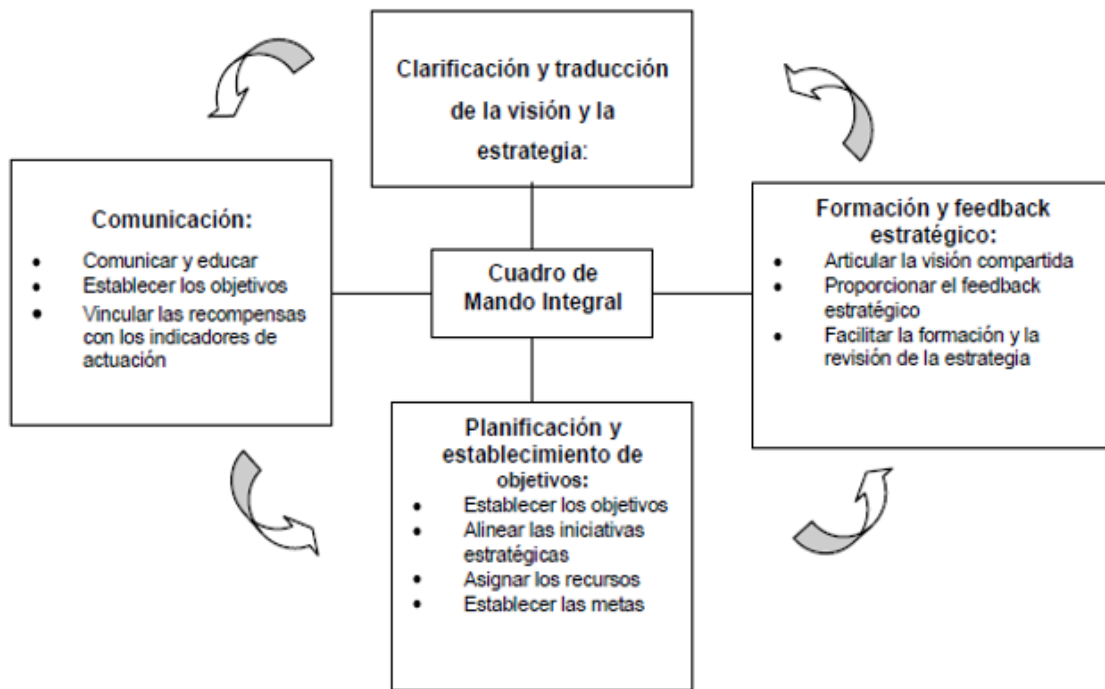 Clarificación y traducción
de la visión y la
estrategia:
Comunicación:
• Comunicar y educar
• Establecer los objetivos
• Vincular las recompensas
con los indicadores de
actuación
Cuadro de
Mando Integral
Formación y feedback
estratégico:
• Articular la visión compartida
• Proporcionar el feedback
estratégico
• Facilitar la formación y la
revisión de la estrategia
Planificación y
establecimiento de
objetivos:
• Establecer los objetivos
• Alinear las iniciativas
estratégicas
• Asignar los recursos
• Establecer las metas